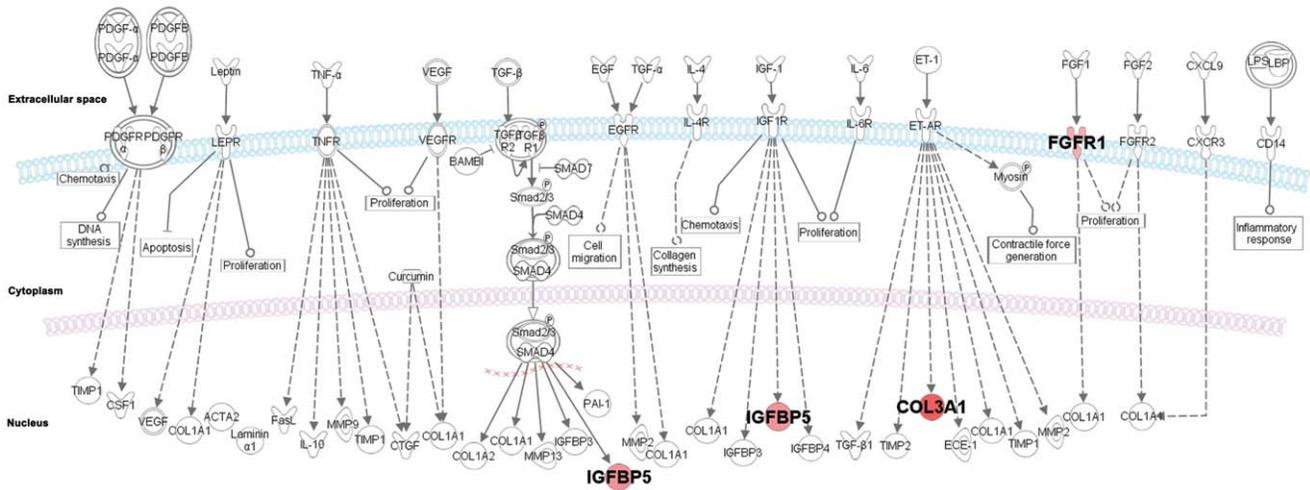 PDGF-α
PDGFB
PDGF-α
PDGFB
Leptin
TNF-α
VEGF
TGF-β
EGF
TGF-α
IL-4
IGF-1
IL-6
ET-1
FGF1
FGF2
CXCL9
LPS
LBP
Extracellular space
PDGFR
α
PDGFR
β
LEPR
TNFR
VEGFR
TGFβ
R2
TGFβ
R1
P
EGFR
IL-4R
IGF1R
IL-6R
ET-AR
FGFR1
FGFR2
CXCR3
CD14
BAMBI
SMAD7
Chemotaxis
DNA
synthesis
Apoptosis
Proliferation
Proliferation
P
Smad2/3
SMAD4
P
Smad2/3
SMAD4
Cell
migration
Collagen
synthesis
Chemotaxis
Proliferation
P
Myosin
Contractile force
generation
Proliferation
Inflammatory
response
Curcumin
Cytoplasm
P
Smad2/3
SMAD4
Nucleus
TIMP1
CSF1
VEGF
COL1A1
ACTA2
Laminin
α1
FasL
IL-10
MMP9
TIMP1
CTGF
COL1A1
COL1A2
COL1A1
MMP13
IGFBP3
IGFBP5
PAI-1
MMP2
COL1A1
COL1A1
IGFBP3
IGFBP5
IGFBP4
TGF-β1
TIMP2
COL3A1
ECE-1
COL1A1
TIMP1
MMP2
COL1A1
COL1A1